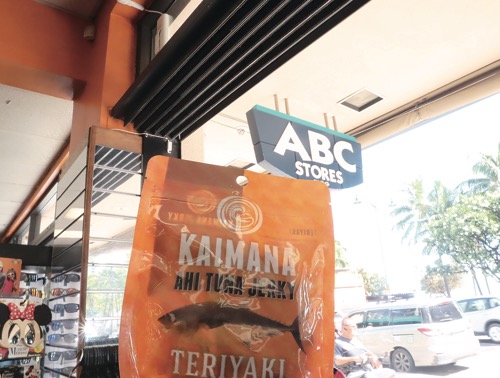 ABC
STORES
KAIMANA
AHI TUNA JERKY
TERIYAKI